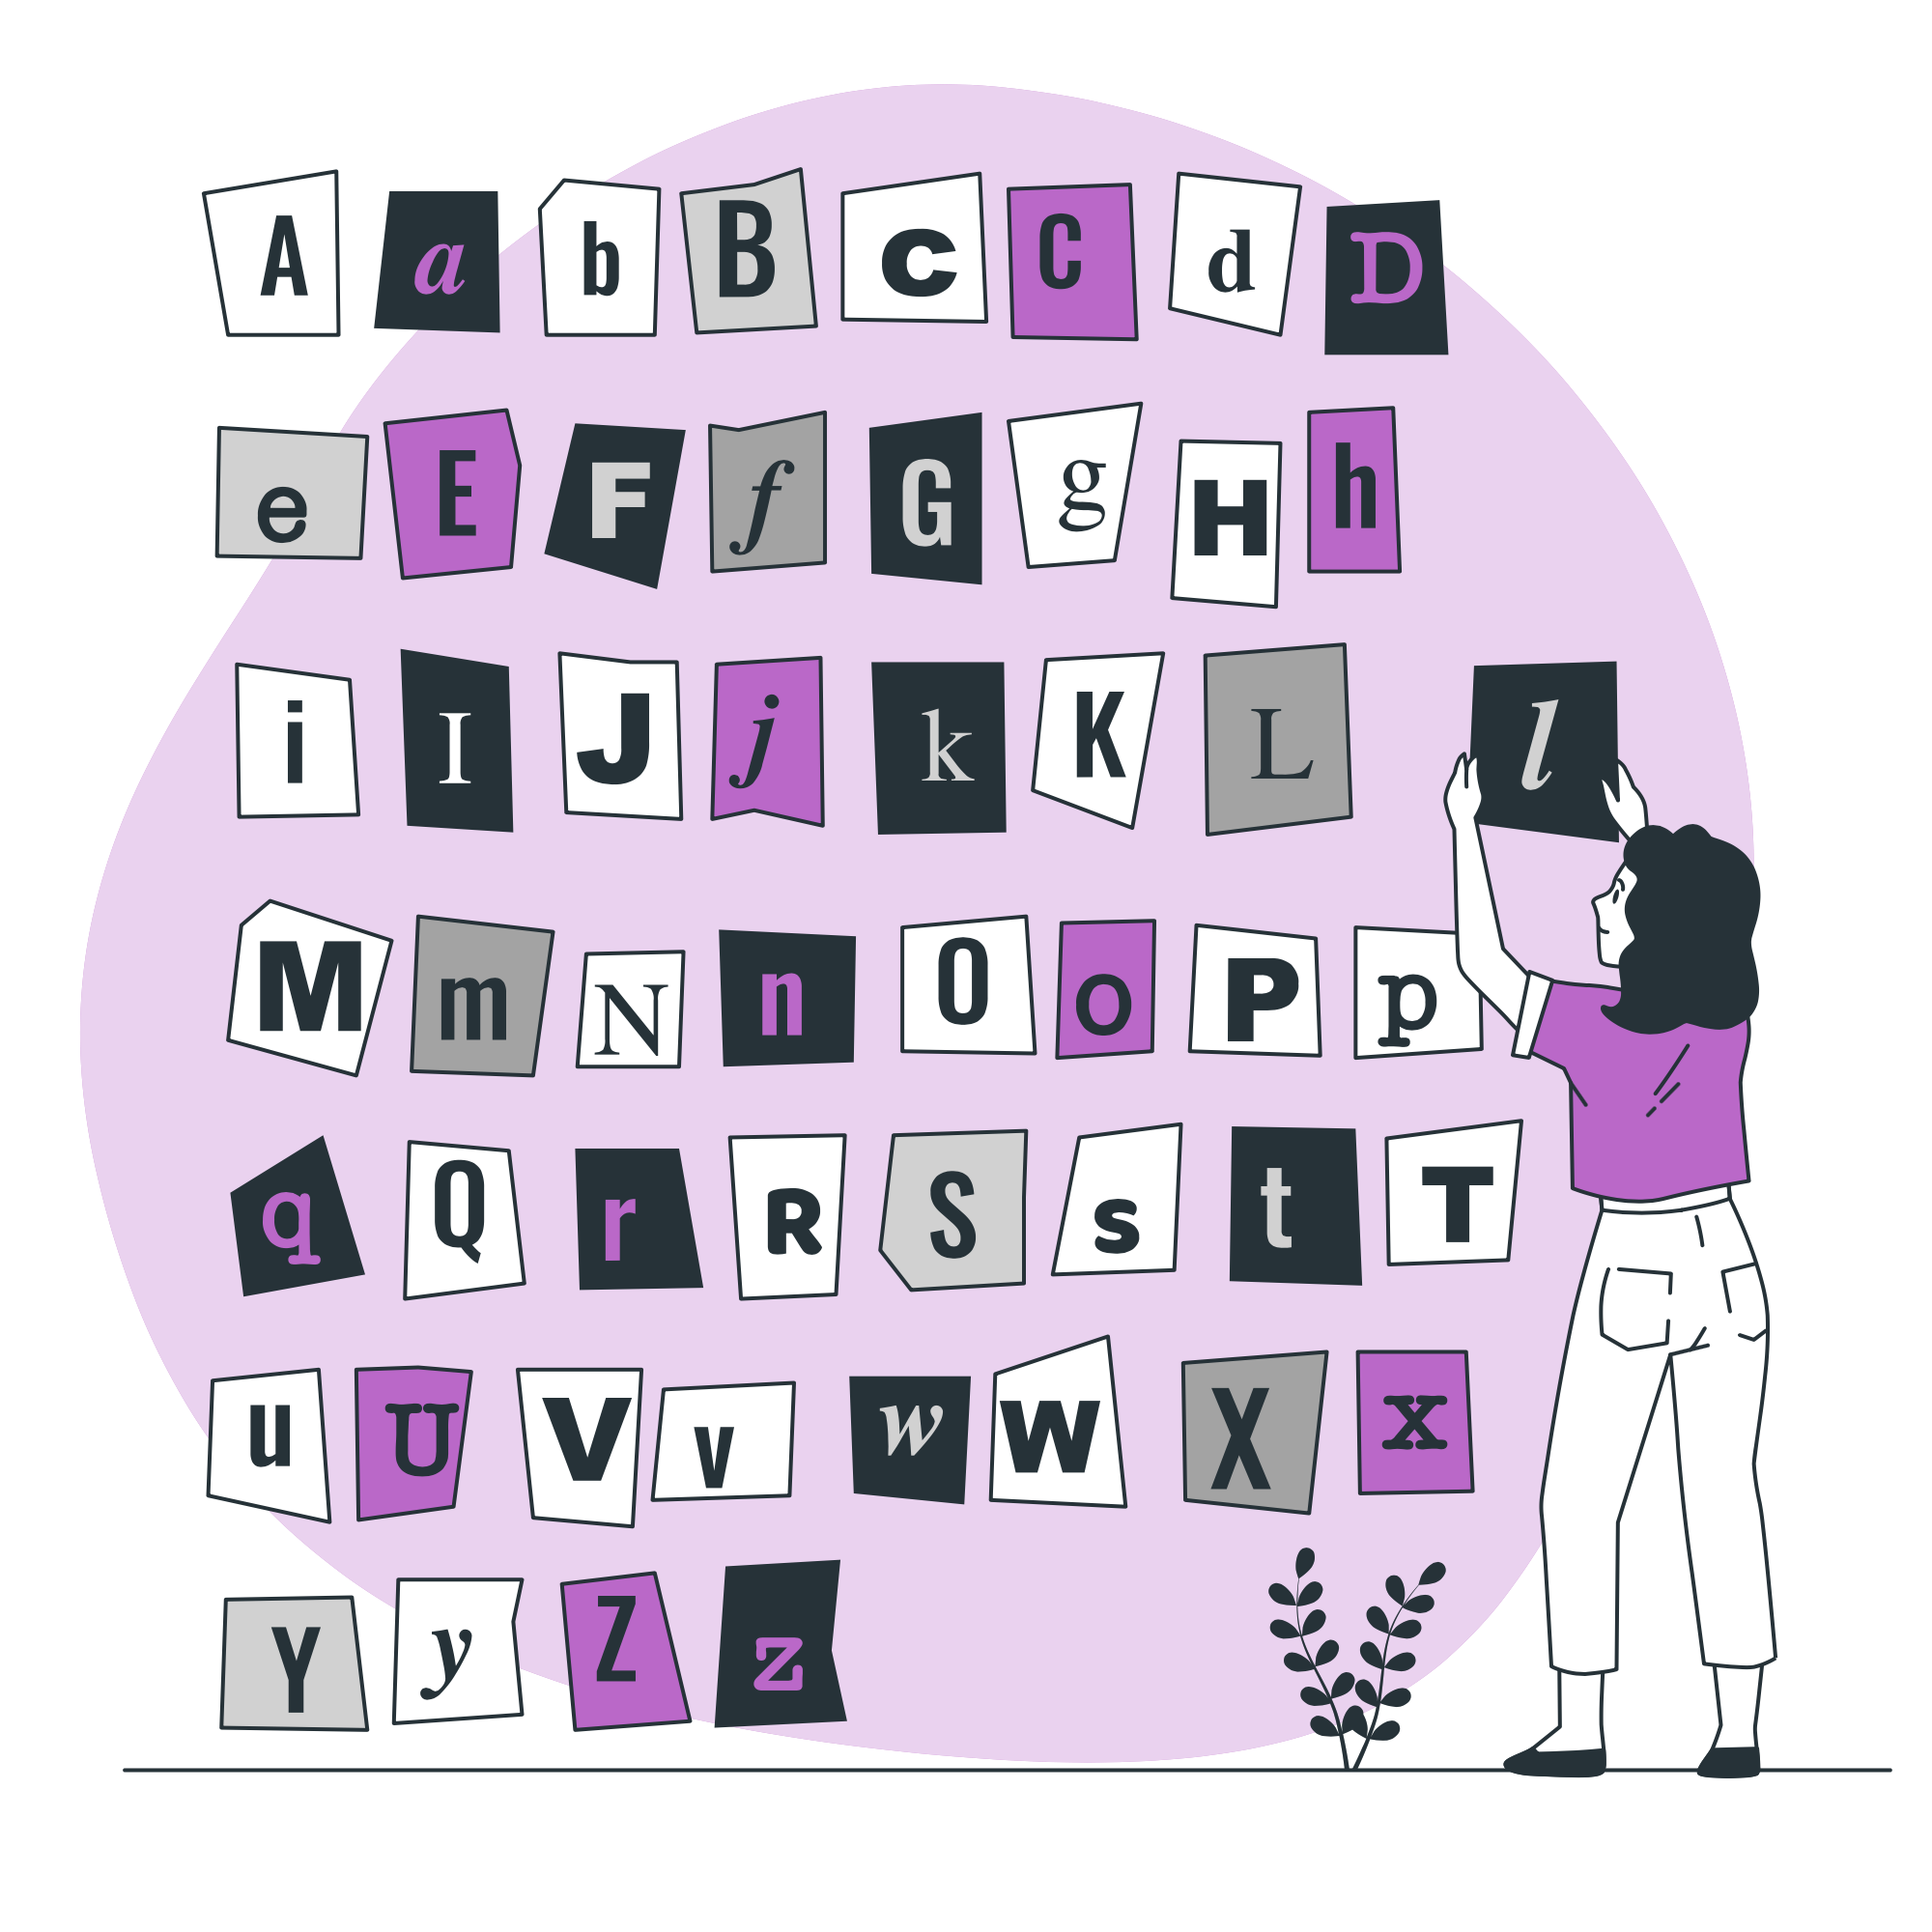 A a b B c C d D
e E F f G g H h
i I J j k K L l
M m N n O o P p
q Q r R S s t T
u U V v w W X x
Y y Z z